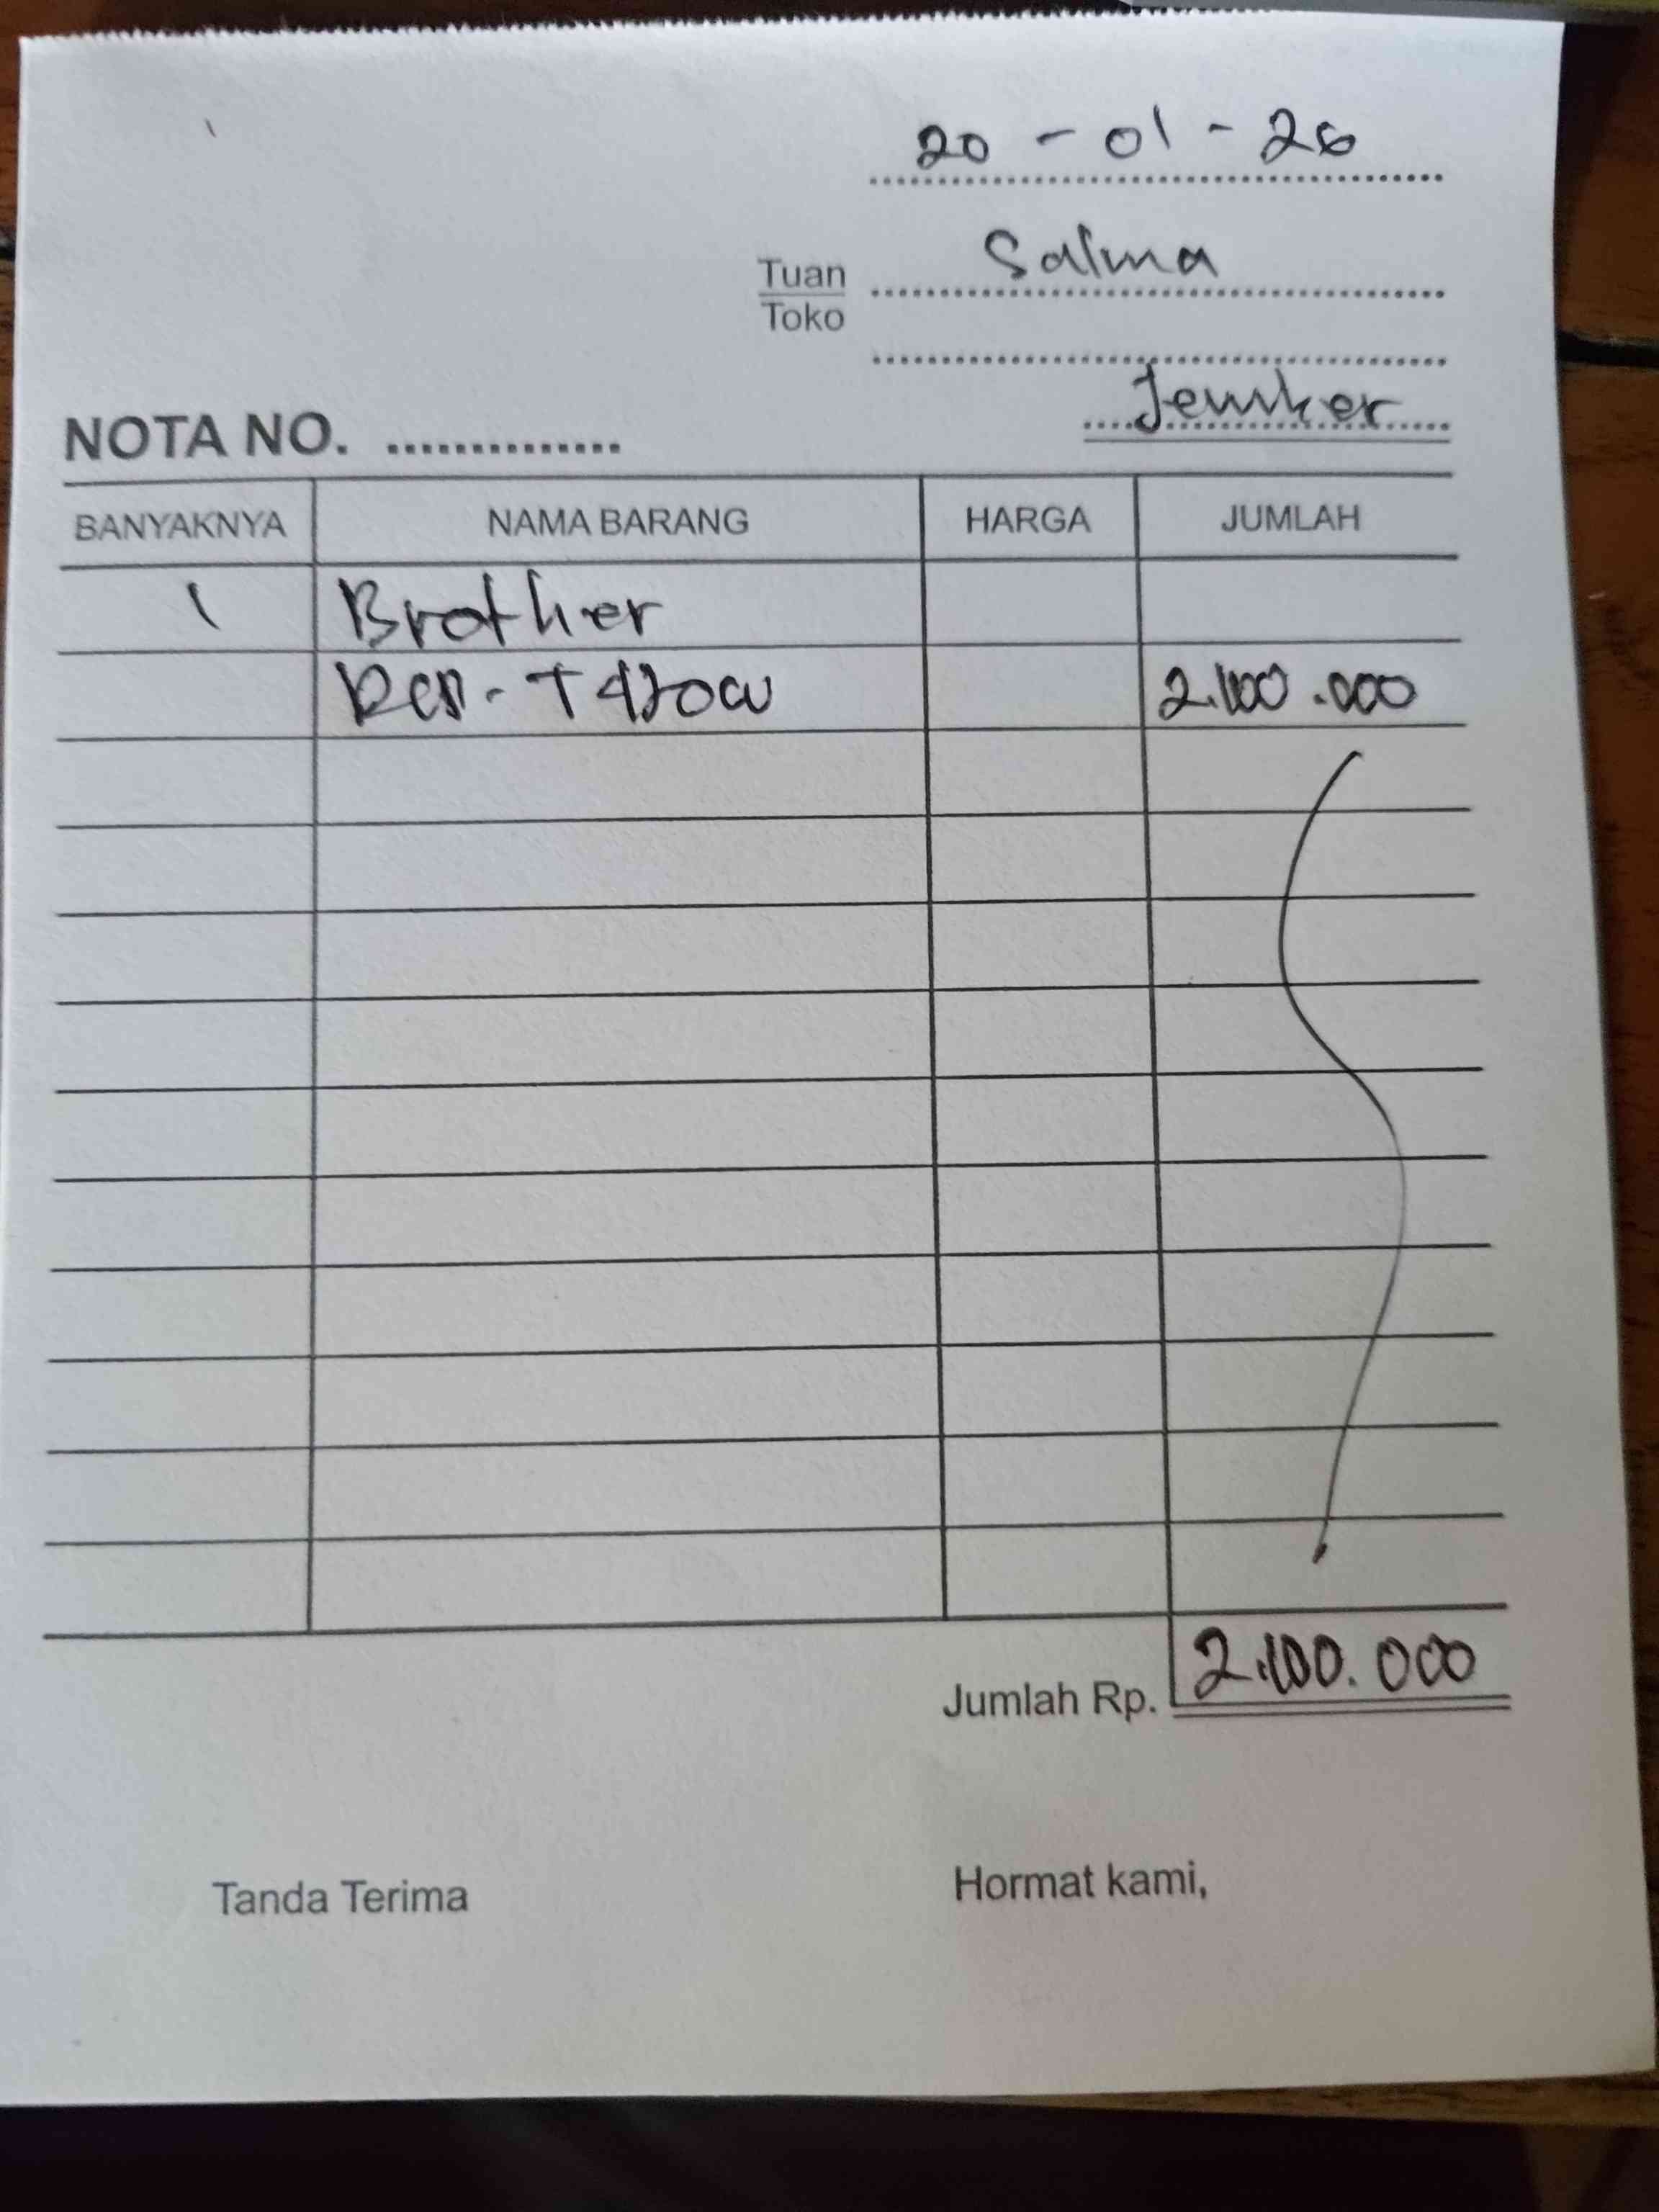 20 - 01 - 26
Tuan Salma
Toko
NOTA NO. ..............
BANYAKNYA NAMA BARANG HARGA JUMLAH
1 Brother
2.100.000
Jumlah Rp. 2.100.000
Tanda Terima Hormat kami,